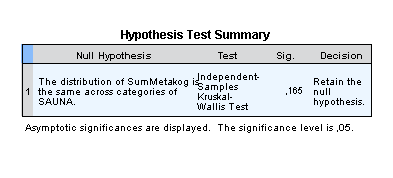 Hypothesis Test Summary
Null Hypothesis Test Sig. Decision
1 The distribution of SumMetakog is the same across categories of SAUNA. Independent-Samples Kruskal-Wallis Test ,165 Retain the null hypothesis.
Asymptotic significances are displayed. The significance level is ,05.